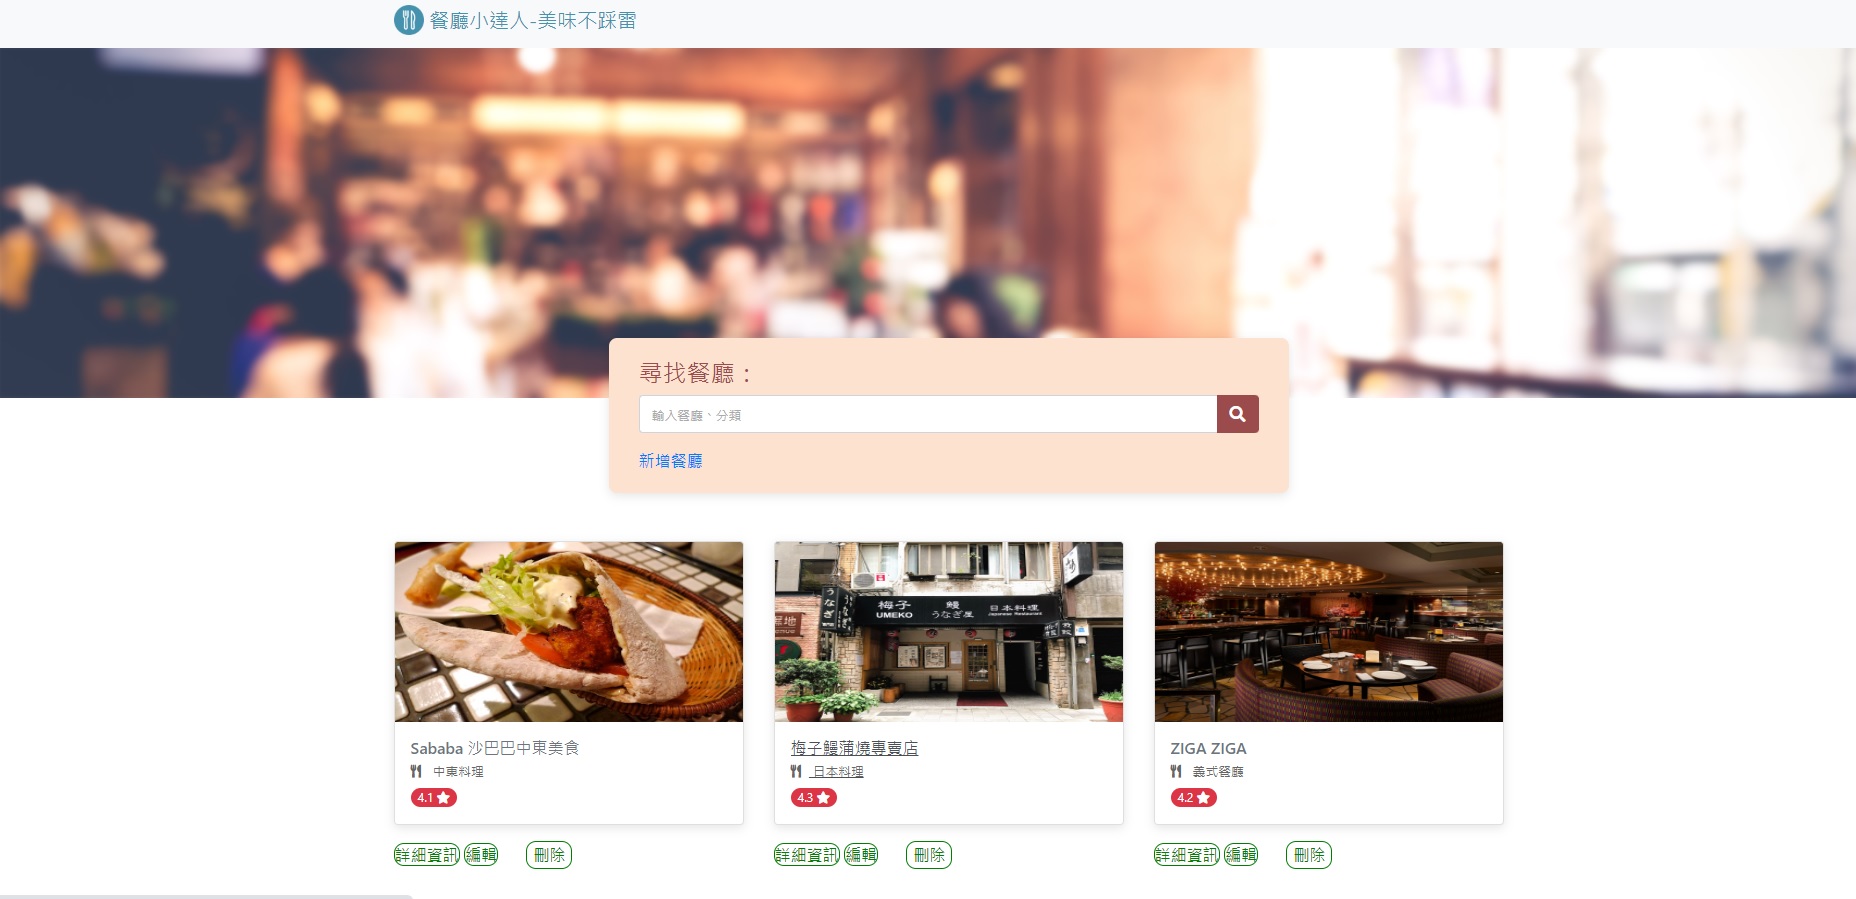 餐廳小達人-美味不踩雷
尋找餐廳：
輸入餐廳、分類
新增餐廳
梅子 鰻 日本料理
UMEKO うなぎ屋 Japanese Restaurant
うなぎ
Sababa 沙巴巴中東美食
中東料理
4.1
詳細資訊 編輯 刪除
梅子鰻蒲燒專賣店
日本料理
4.3
詳細資訊 編輯 刪除
ZIGA ZIGA
義式餐廳
4.2
詳細資訊 編輯 刪除